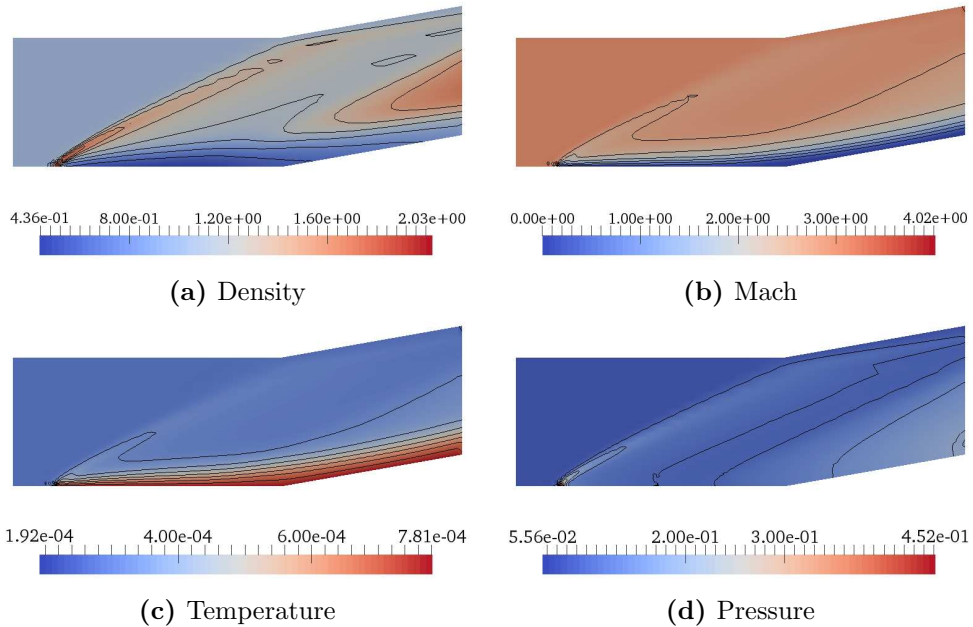 4.36e-01 8.00e-01 1.20e+00 1.60e+00 2.03e+00
(a) Density
0.00e+00 1.00e+00 2.00e+00 3.00e+00 4.02e+00
(b) Mach
1.92e-04 4.00e-04 6.00e-04 7.81e-04
(c) Temperature
5.56e-02 2.00e-01 3.00e-01 4.52e-01
(d) Pressure